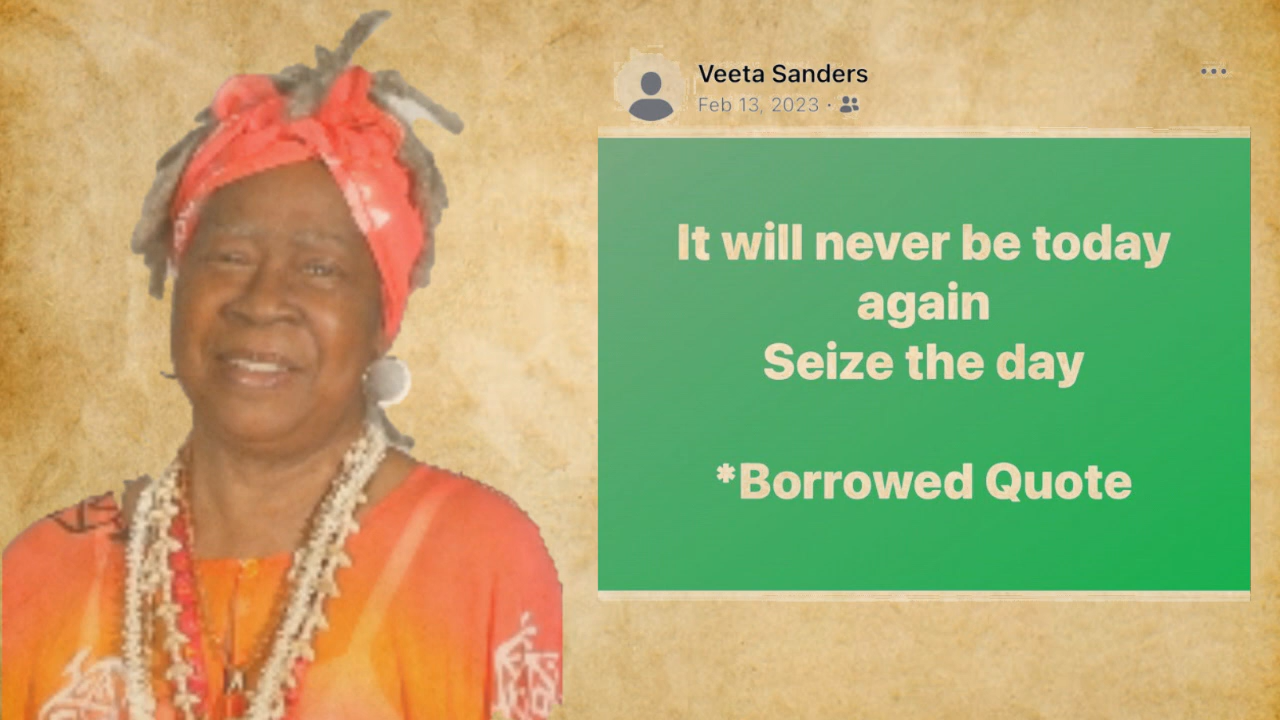 Veeta Sanders
Feb 13, 2023 ·
It will never be today
again
Seize the day
*Borrowed Quote